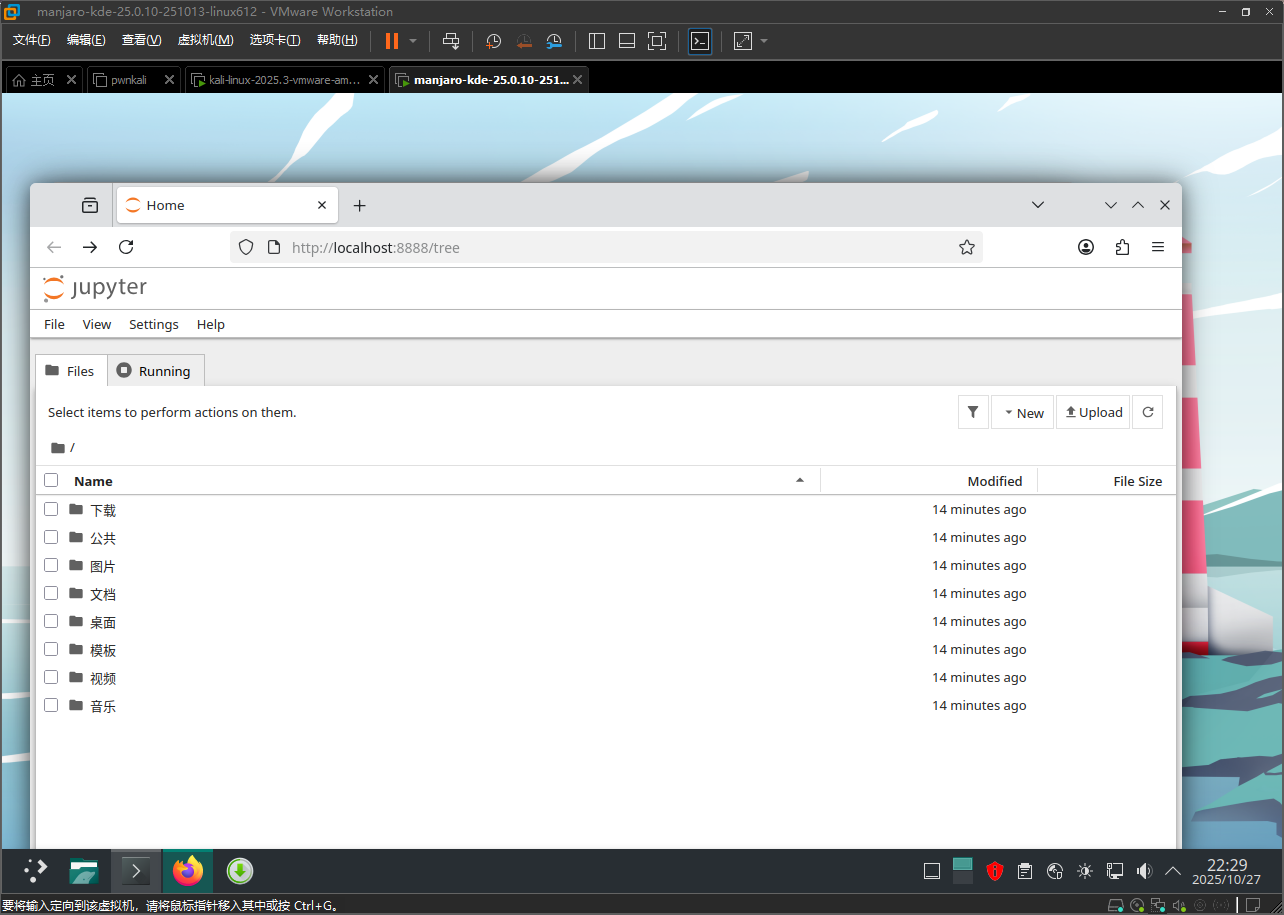 manjaro-kde-25.0.10-251013-linux612 - VMware Workstation
文件(F) 编辑(E) 查看(V) 虚拟机(M) 选项卡(T) 帮助(H)
主页 pwnkali kali-linux-2025.3-vmware-am... manjaro-kde-25.0.10-251...
Home
http://localhost:8888/tree
jupyter
File View Settings Help
Files Running
Select items to perform actions on them. New Upload
/
Name Modified File Size
下载 14 minutes ago
公共 14 minutes ago
图片 14 minutes ago
文档 14 minutes ago
桌面 14 minutes ago
模板 14 minutes ago
视频 14 minutes ago
音乐 14 minutes ago
22:29
2025/10/27
要将输入定向到该虚拟机，请将鼠标指针移入其中或按 Ctrl+G。